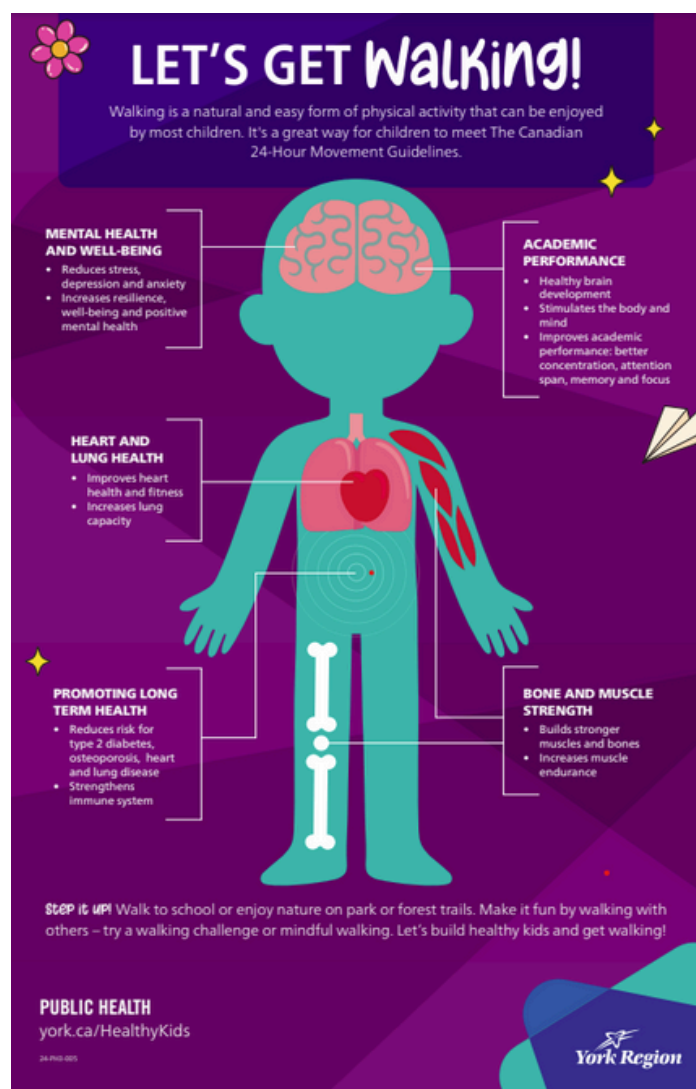 LET'S GET Walking!
Walking is a natural and easy form of physical activity that can be enjoyed
by most children. It's a great way for children to meet The Canadian
24-Hour Movement Guidelines.
MENTAL HEALTH
AND WELL-BEING
• Reduces stress,
depression and anxiety
• Increases resilience,
well-being and positive
mental health
ACADEMIC
PERFORMANCE
• Healthy brain
development
• Stimulates the body and
mind
• Improves academic
performance: better
concentration, attention
span, memory and focus
HEART AND
LUNG HEALTH
• Improves heart
health and fitness
• Increases lung
capacity
PROMOTING LONG
TERM HEALTH
• Reduces risk for
type 2 diabetes,
osteoporosis, heart
and lung disease
• Strengthens
immune system
BONE AND MUSCLE
STRENGTH
• Builds stronger
muscles and bones
• Increases muscle
endurance
Step it up! Walk to school or enjoy nature on park or forest trails. Make it fun by walking with
others – try a walking challenge or mindful walking. Let's build healthy kids and get walking!
PUBLIC HEALTH
york.ca/HealthyKids
York Region